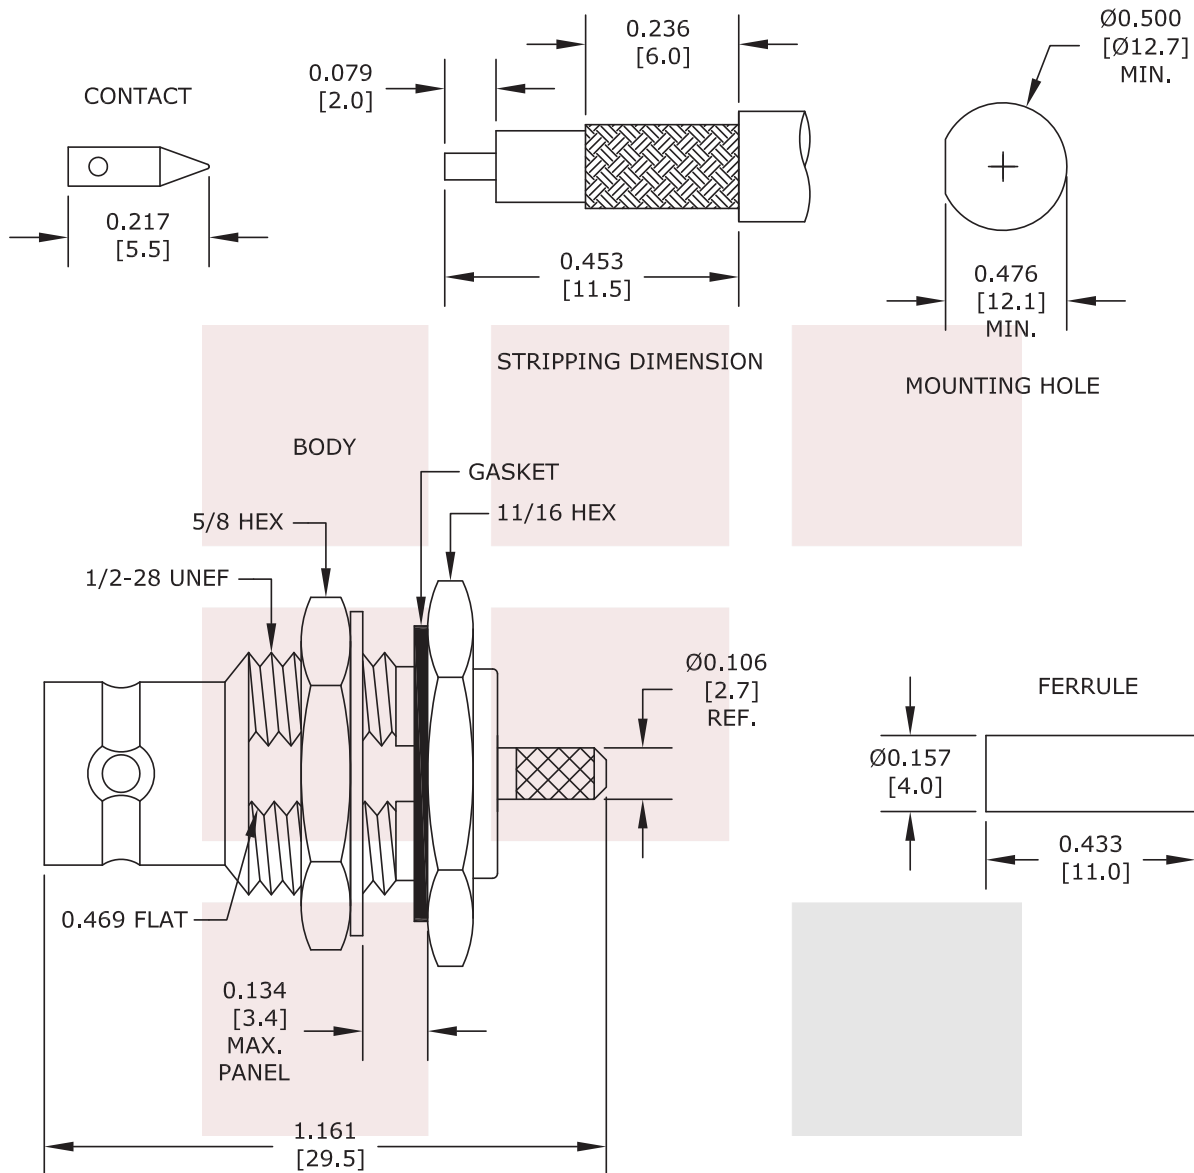 CONTACT
0.217
[5.5]
0.079
[2.0]
0.236
[6.0]
0.453
[11.5]
STRIPPING DIMENSION
Ø0.500
[Ø12.7]
MIN.
0.476
[12.1]
MIN.
MOUNTING HOLE
BODY
GASKET
5/8 HEX
11/16 HEX
1/2-28 UNEF
0.469 FLAT
Ø0.106
[2.7]
REF.
0.134
[3.4]
MAX.
PANEL
1.161
[29.5]
FERRULE
Ø0.157
[4.0]
0.433
[11.0]